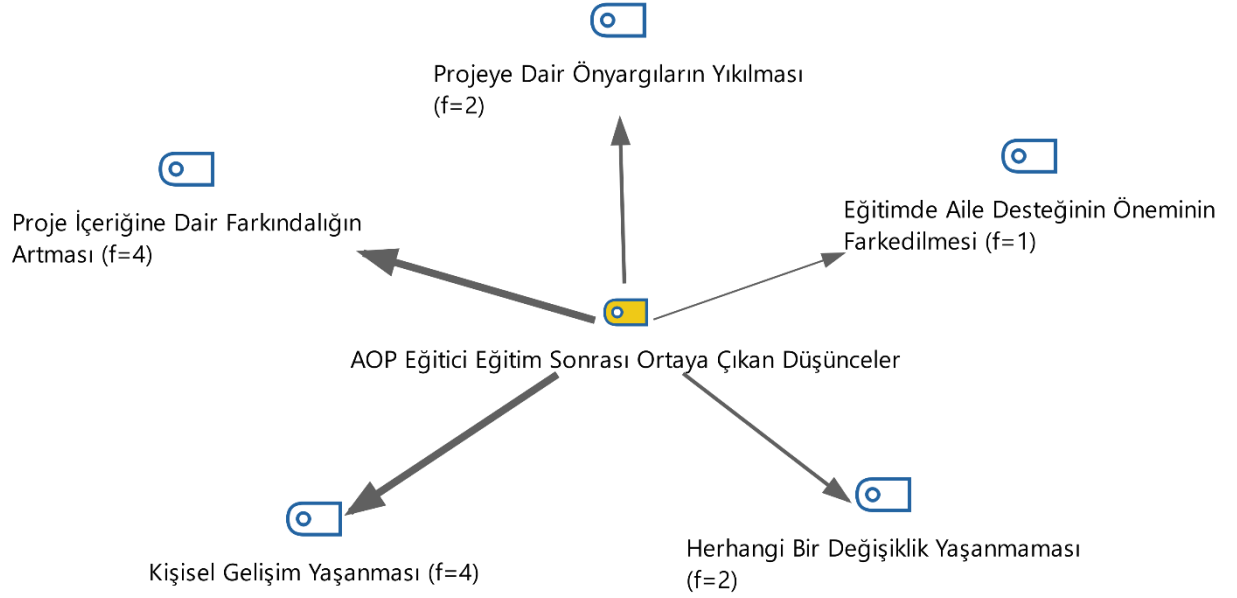 Projeye Dair Önyargıların Yıkılması
(f=2)
Proje İçeriğine Dair Farkındalığın
Artması (f=4)
Eğitimde Aile Desteğinin Öneminin
Farkedilmesi (f=1)
AOP Eğitici Eğitim Sonrası Ortaya Çıkan Düşünceler
Kişisel Gelişim Yaşanması (f=4)
Herhangi Bir Değişiklik Yaşanmaması
(f=2)